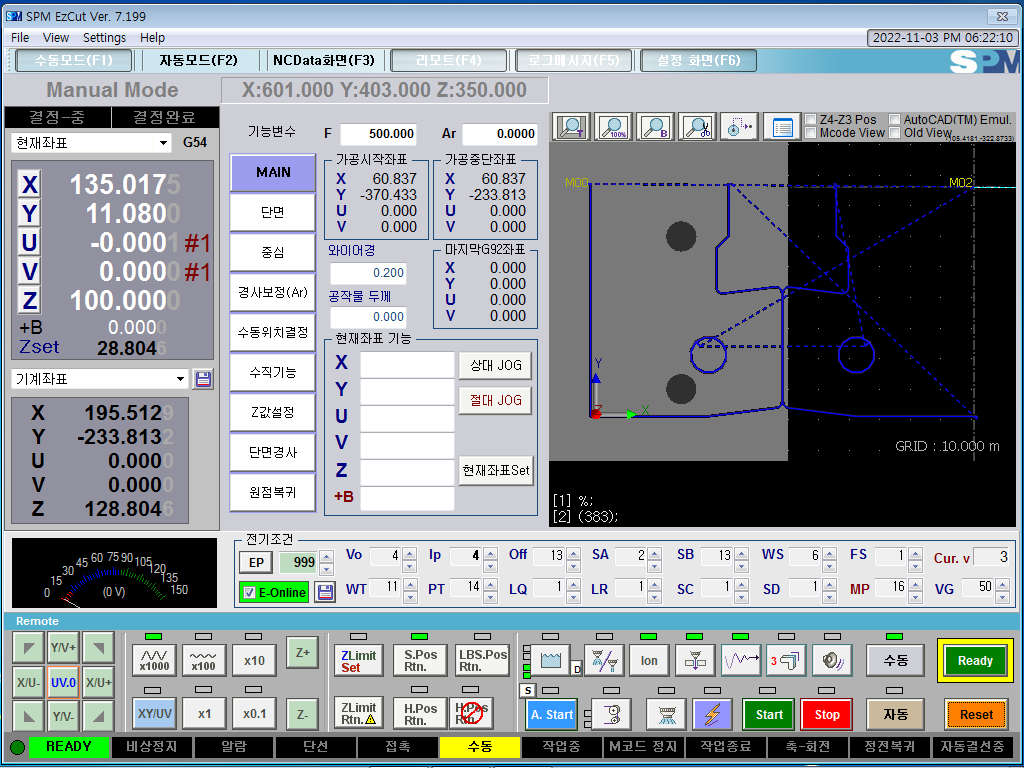 SPM EzCut Ver. 7.199
File View Settings Help
2022-11-03 PM 06:22:10
수동모드(F1) 자동모드(F2) NCData화면(F3) 리모트(F4) 로그메시지(F5) 설정 화면(F6)
SPM
Manual Mode
X:601.000 Y:403.000 Z:350.000
결정-중 결정완료
현재좌표 G54
X 135.0175
Y 11.0800
U -0.0001 #1
V 0.0000 #1
Z 100.0000
+B 0.0000
Zset 28.8046
기계좌표
X 195.5129
Y -233.8132
U 0.0000
V 0.0000
Z 128.8046
기능변수 F 500.000 Ar 0.0000
MAIN
단면
중심
경사보정(Ar)
수동위치결정
수직기능
Z값설정
단면경사
원점복귀
가공시작좌표
X 60.837
Y -370.433
U 0.000
V 0.000
가공중단좌표
X 60.837
Y -233.813
U 0.000
V 0.000
와이어경
0.200
공작물 두께
0.000
마지막G92좌표
X 0.000
Y 0.000
U 0.000
V 0.000
현재좌표 기능
X
Y
U
V
Z
+B
상대 JOG
절대 JOG
현재좌표Set
T 100% B
Z4-Z3 Pos AutoCAD(TM) Emul.
Mcode View Old View
(105.4181,-322.8733)
M00 M02
Y
Z X
GRID : 10.000 m
[1] %;
[2] (383);
0 15 30 45 60 75 90 105 120 135 150
(0 V)
전기조건
EP 999
E-Online
Vo 4 Ip 4 Off 13 SA 2 SB 13 WS 6 FS 1 Cur. v 3
WT 11 PT 14 LQ 1 LR 1 SC 1 SD 1 MP 16 VG 50
Remote
Y/V+
X/U- UV.0 X/U+
Y/V-
x1000 x100 x10 Z+
XY/UV x1 x0.1 Z-
ZLimit Set
S.Pos Rtn.
LBS.Pos Rtn.
ZLimit Rtn.
H.Pos Rtn.
H.Pos Rtn.
D Ion 3 수동 Ready
S A. Start Start Stop 자동 Reset
READY 비상정지 알람 단선 접촉 수동 작업중 M코드 정지 작업종료 축-회전 정전복귀 자동결선중